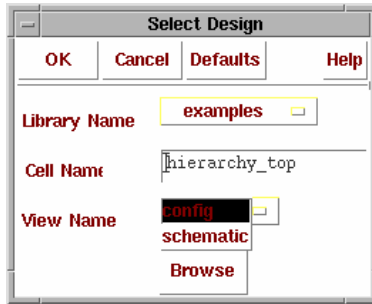 Select Design
OK Cancel Defaults Help
Library Name examples
Cell Name hierarchy_top
View Name config
schematic
Browse